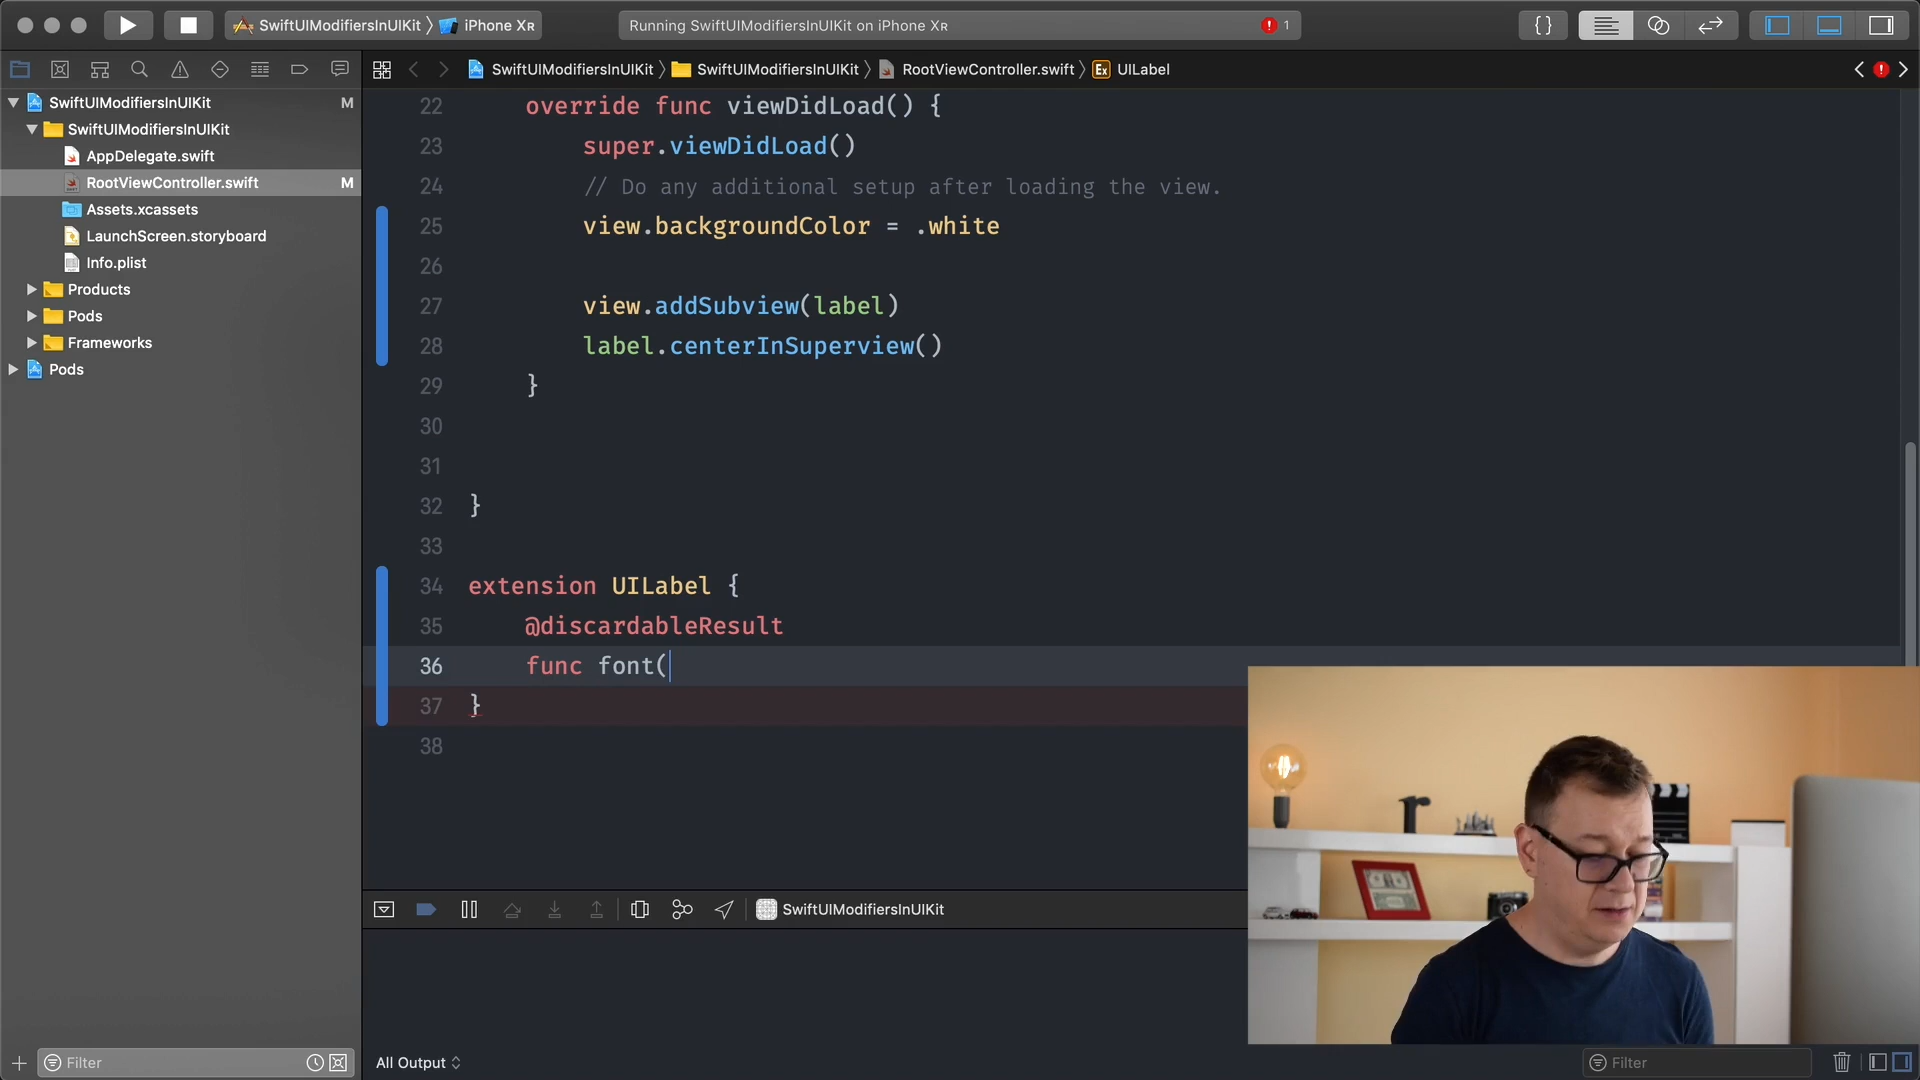 SwiftUIModifiersInUIKit
iPhone XR
Running SwiftUIModifiersInUIKit on iPhone XR
1
{ }
SwiftUIModifiersInUIKit
SwiftUIModifiersInUIKit
RootViewController.swift
Ex
UILabel
SwiftUIModifiersInUIKit M
SwiftUIModifiersInUIKit
AppDelegate.swift
RootViewController.swift M
Assets.xcassets
LaunchScreen.storyboard
Info.plist
Products
Pods
Frameworks
Pods
22 override func viewDidLoad() {
23 super.viewDidLoad()
24 // Do any additional setup after loading the view.
25 view.backgroundColor = .white
26
27 view.addSubview(label)
28 label.centerInSuperview()
29 }
30
31
32 }
33
34 extension UILabel {
35 @discardableResult
36 func font(
37 }
38
SwiftUIModifiersInUIKit
Filter
All Output
Filter